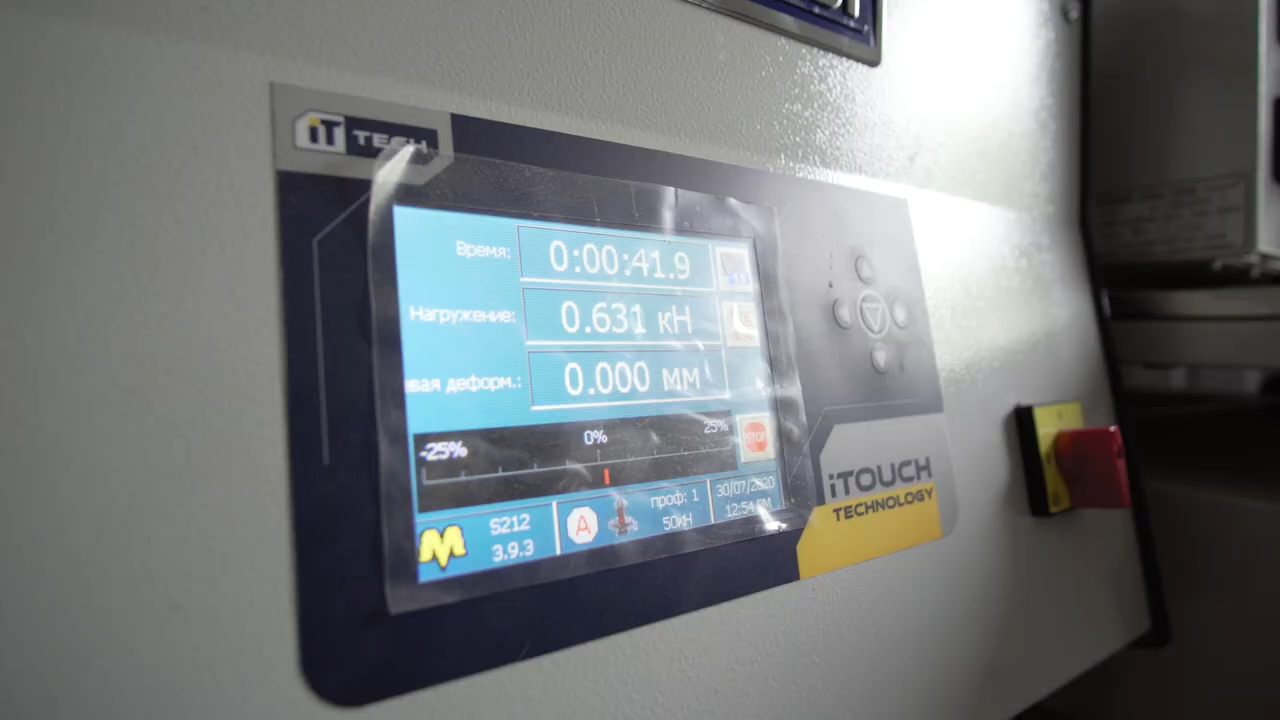 iT TECH
Время: 0:00:41.9
Нагружение: 0.631 кН
вая деформ.: 0.000 мм
-25% 0% 25%
STOP
S212
3.9.3
A
проф: 1
50кН
30/07/2020
12:54 PM
iTOUCH
TECHNOLOGY